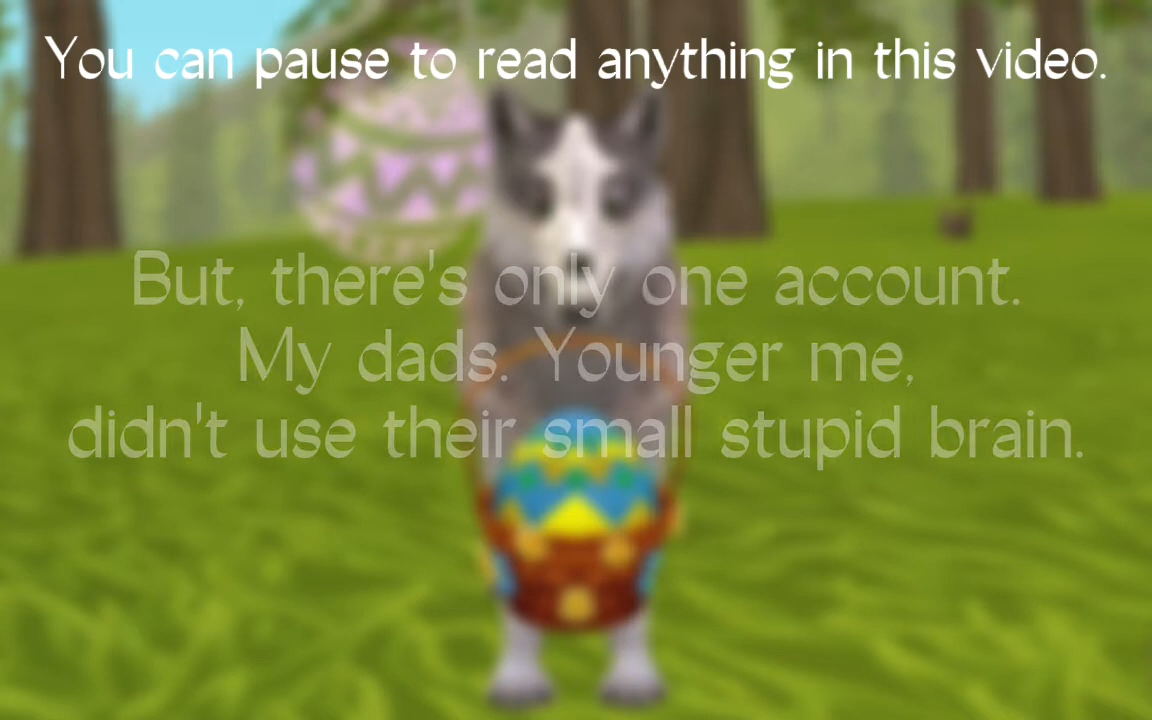 You can pause to read anything in this video.
But, there's only one account.
My dads. Younger me,
didn't use their small stupid brain.